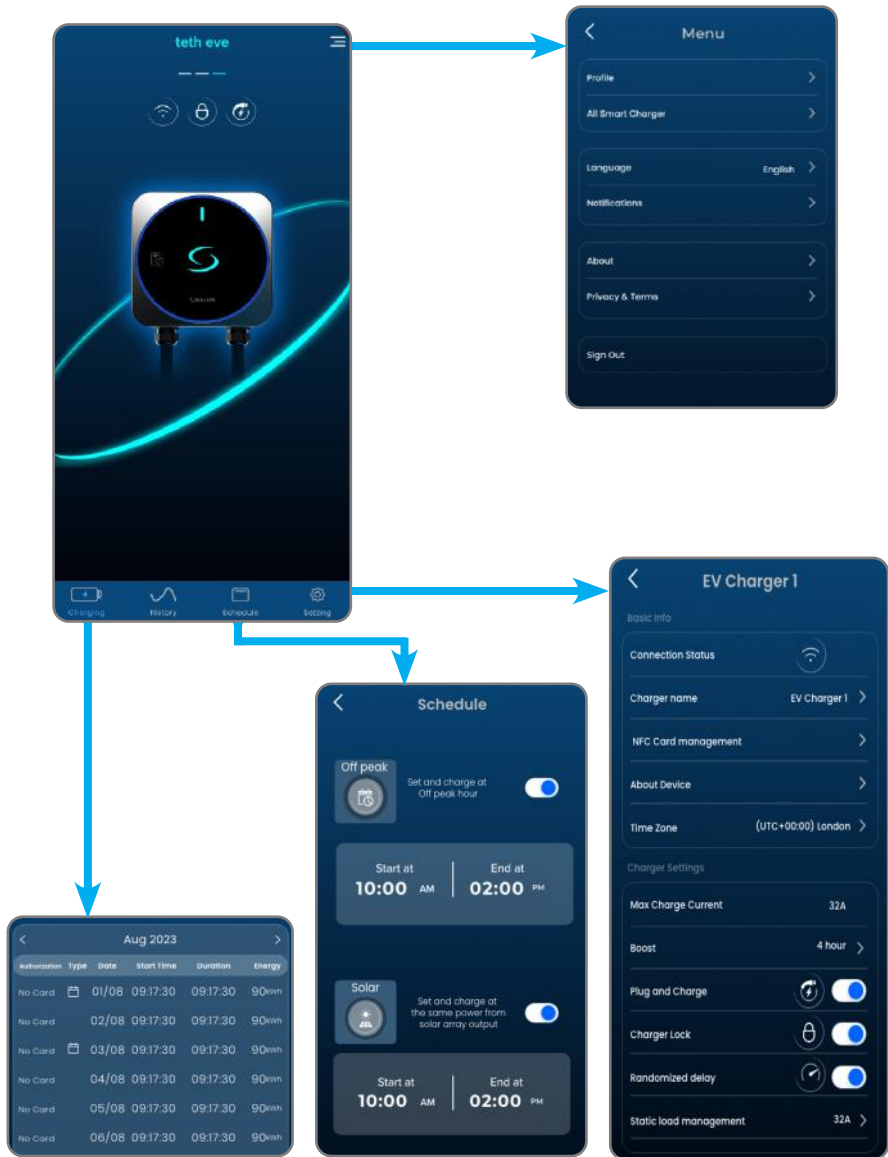 teth eve
Charging
History
Schedule
Setting
Menu
Profile
All Smart Charger
Language English
Notifications
About
Privacy & Terms
Sign Out
Schedule
Off peak
Set and charge at
Off peak hour
Start at End at
10:00 AM 02:00 PM
Solar
Set and charge at
the same power from
solar array output
Start at End at
10:00 AM 02:00 PM
EV Charger 1
Basic Info
Connection Status
Charger name EV Charger 1
NFC Card management
About Device
Time Zone (UTC+00:00) London
Charger Settings
Max Charge Current 32A
Boost 4 hour
Plug and Charge
Charger Lock
Randomized delay
Static load management 32A
Aug 2023
Authorization Type Date Start Time Duration Energy
No Card 01/08 09:17:30 09:17:30 90kWh
No Card 02/08 09:17:30 09:17:30 90kWh
No Card 03/08 09:17:30 09:17:30 90kWh
No Card 04/08 09:17:30 09:17:30 90kWh
No Card 05/08 09:17:30 09:17:30 90kWh
No Card 06/08 09:17:30 09:17:30 90kWh